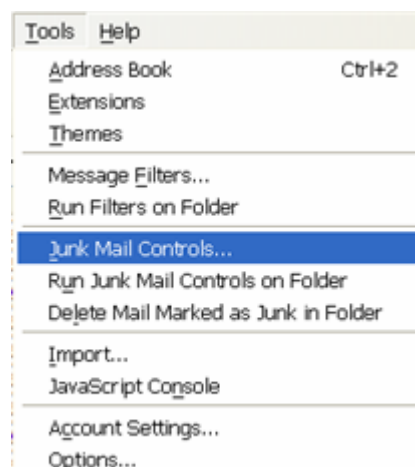 Tools Help
Address Book Ctrl+2
Extensions
Themes
Message Filters...
Run Filters on Folder
Junk Mail Controls...
Run Junk Mail Controls on Folder
Delete Mail Marked as Junk in Folder
Import...
JavaScript Console
Account Settings...
Options...